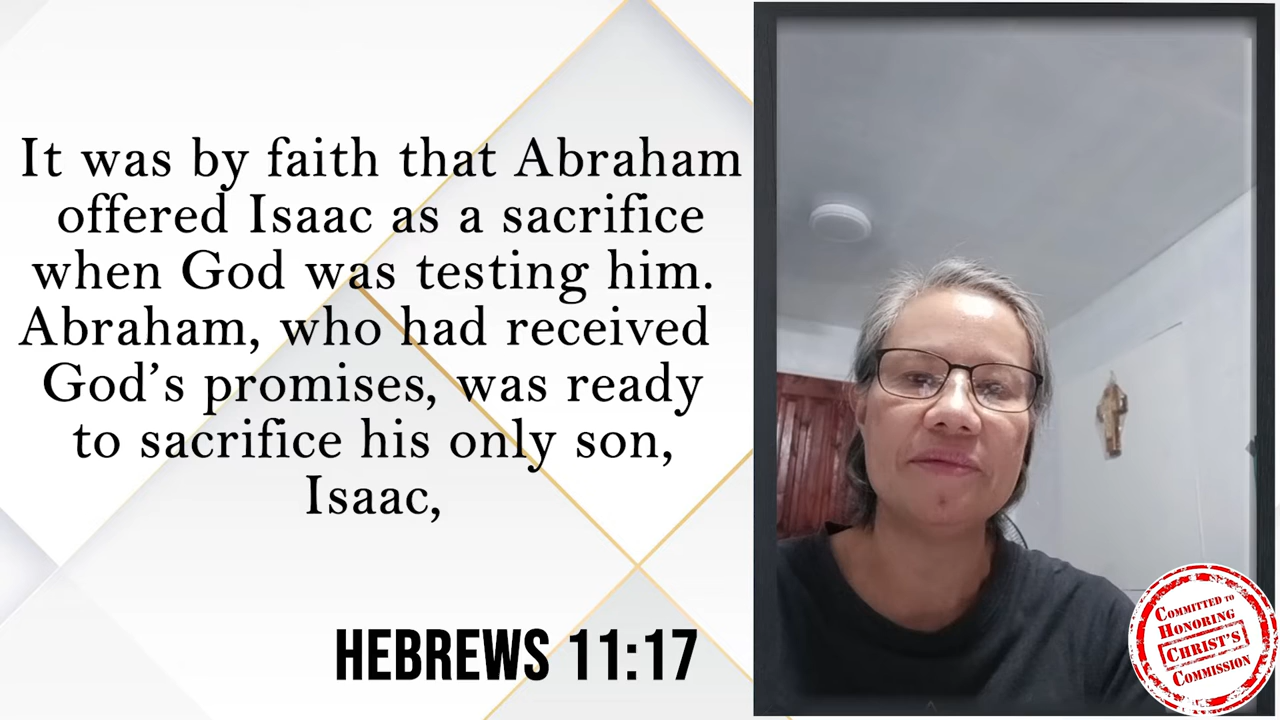 It was by faith that Abraham
offered Isaac as a sacrifice
when God was testing him.
Abraham, who had received
God’s promises, was ready
to sacrifice his only son,
Isaac,
HEBREWS 11:17
COMMITTED TO
HONORING
CHRIST'S
COMMISSION